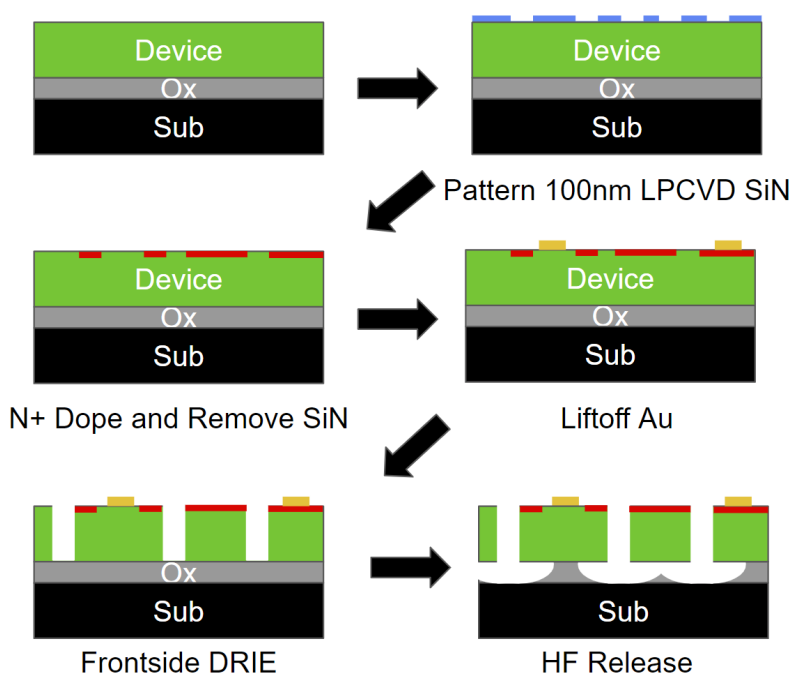 Device
Ox
Sub
Device
Ox
Sub
Pattern 100nm LPCVD SiN
Device
Ox
Sub
N+ Dope and Remove SiN
Device
Ox
Sub
Liftoff Au
Ox
Sub
Frontside DRIE
Sub
HF Release